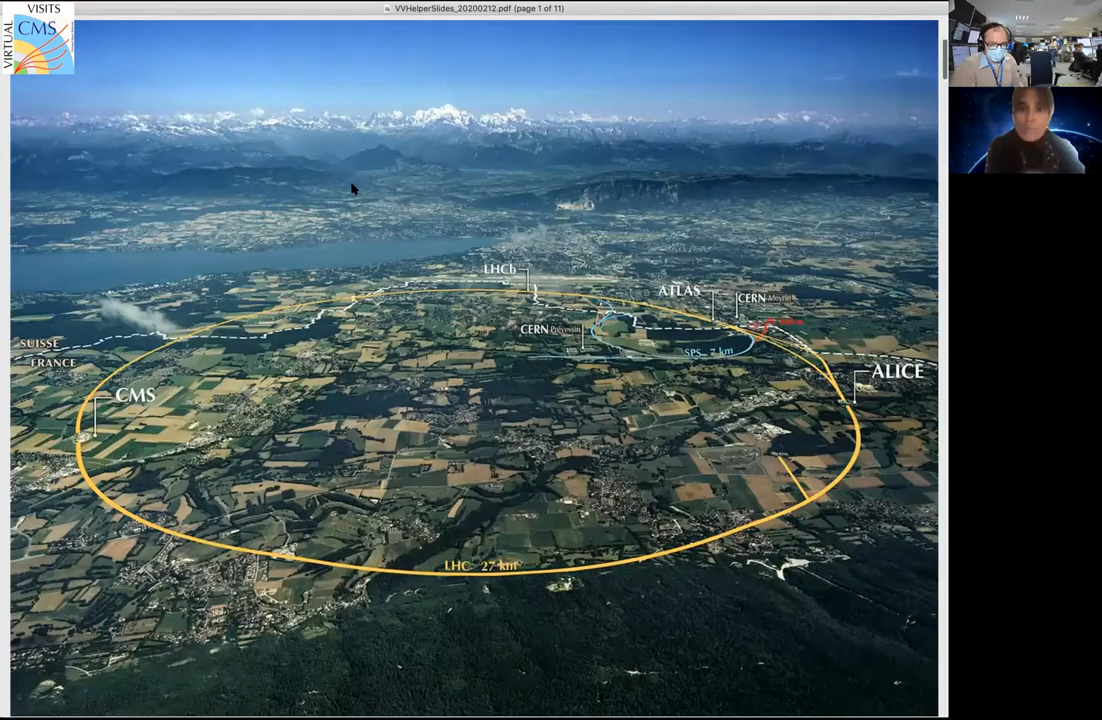 VVHelperSlides_20200212.pdf (page 1 of 11)
VISITS
VIRTUAL
CMS
LHCb
ATLAS
CERN Meyrin
CERN Prévessin
SPS_ 7 km
SUISSE
FRANCE
CMS
ALICE
LHC 27 km